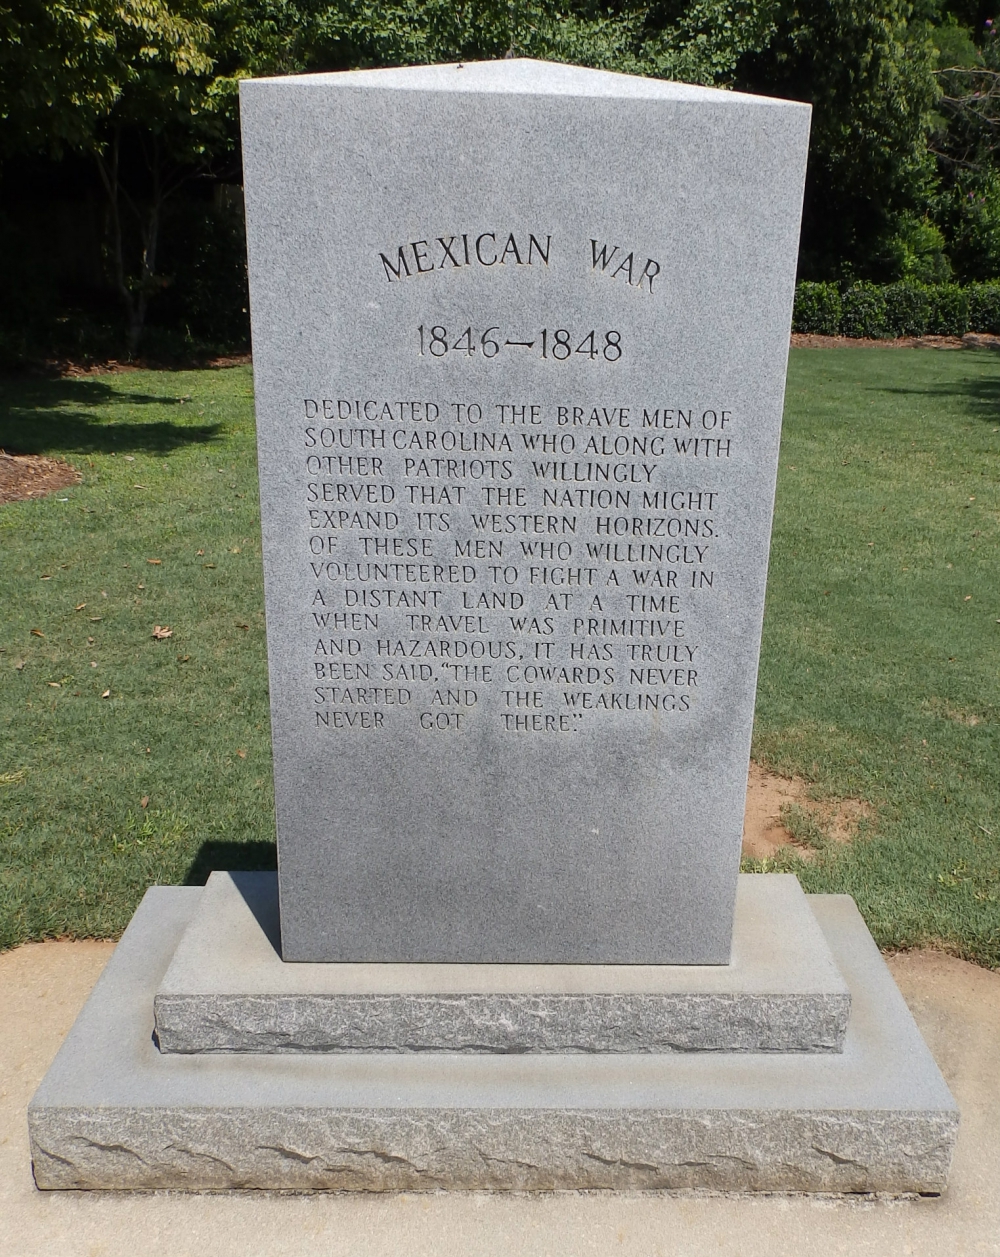 MEXICAN WAR
1846—1848
DEDICATED TO THE BRAVE MEN OF
SOUTH CAROLINA WHO ALONG WITH
OTHER PATRIOTS WILLINGLY
SERVED THAT THE NATION MIGHT
EXPAND ITS WESTERN HORIZONS.
OF THESE MEN WHO WILLINGLY
VOLUNTEERED TO FIGHT A WAR IN
A DISTANT LAND AT A TIME
WHEN TRAVEL WAS PRIMITIVE
AND HAZARDOUS, IT HAS TRULY
BEEN SAID, "THE COWARDS NEVER
STARTED AND THE WEAKLINGS
NEVER GOT THERE."